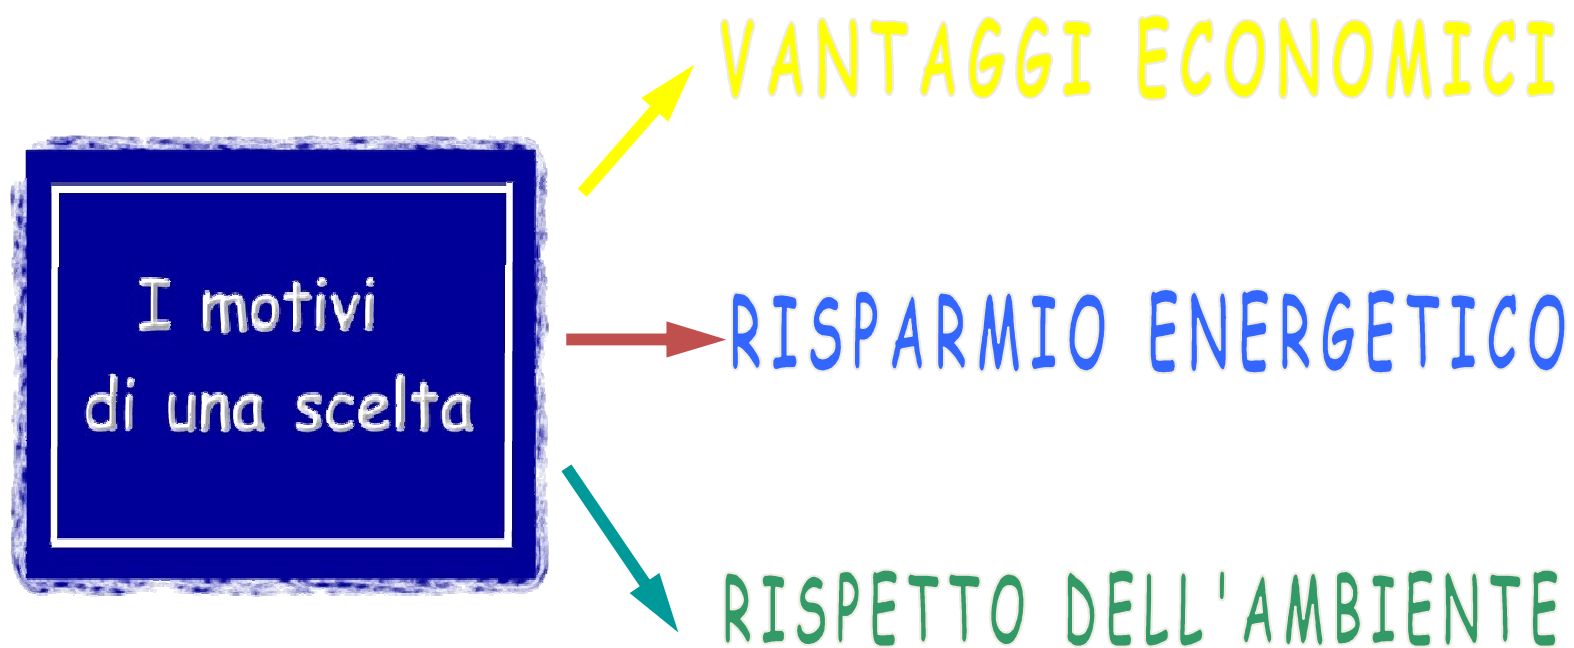 VANTAGGI ECONOMICI
I motivi
di una scelta
RISPARMIO ENERGETICO
RISPETTO DELL'AMBIENTE